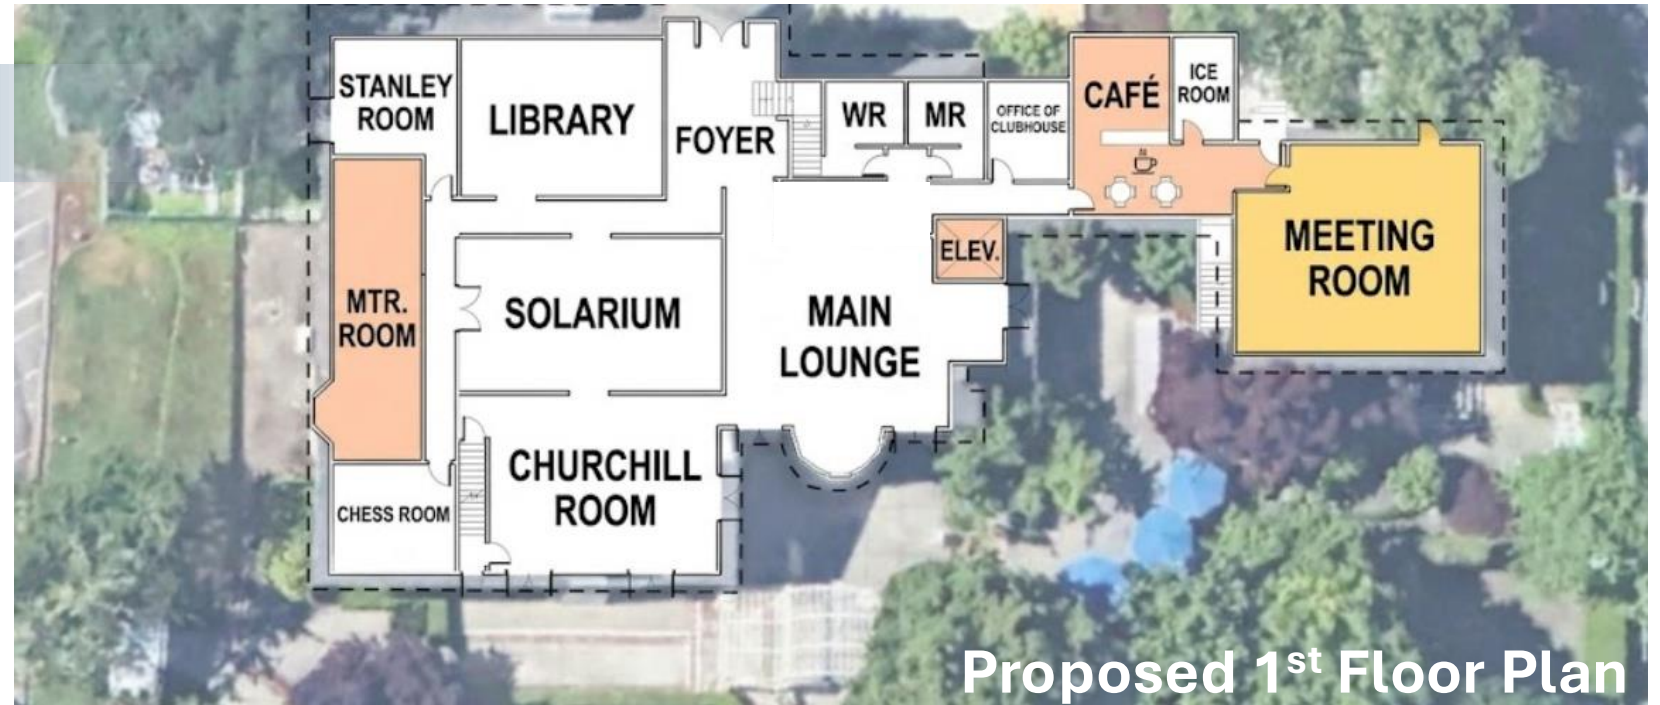 STANLEY
ROOM
LIBRARY
FOYER
WR
MR
OFFICE OF
CLUBHOUSE
CAFÉ
ICE
ROOM
MTR.
ROOM
SOLARIUM
MAIN
LOUNGE
ELEV.
MEETING
ROOM
CHESS ROOM
CHURCHILL
ROOM
Proposed 1st Floor Plan